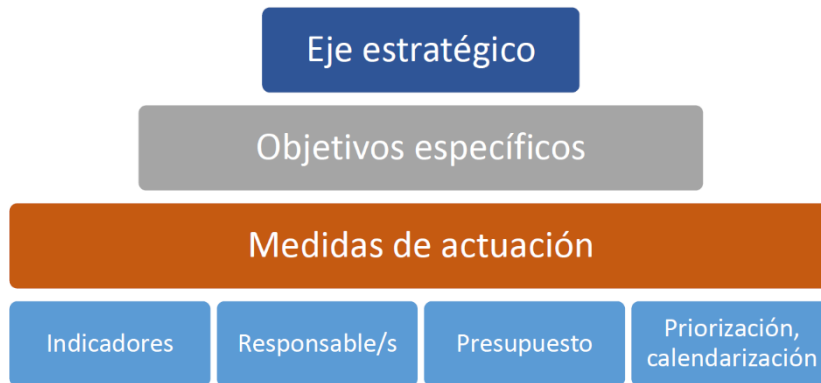 Eje estratégico
Objetivos específicos
Medidas de actuación
Indicadores
Responsable/s
Presupuesto
Priorización,
calendarización